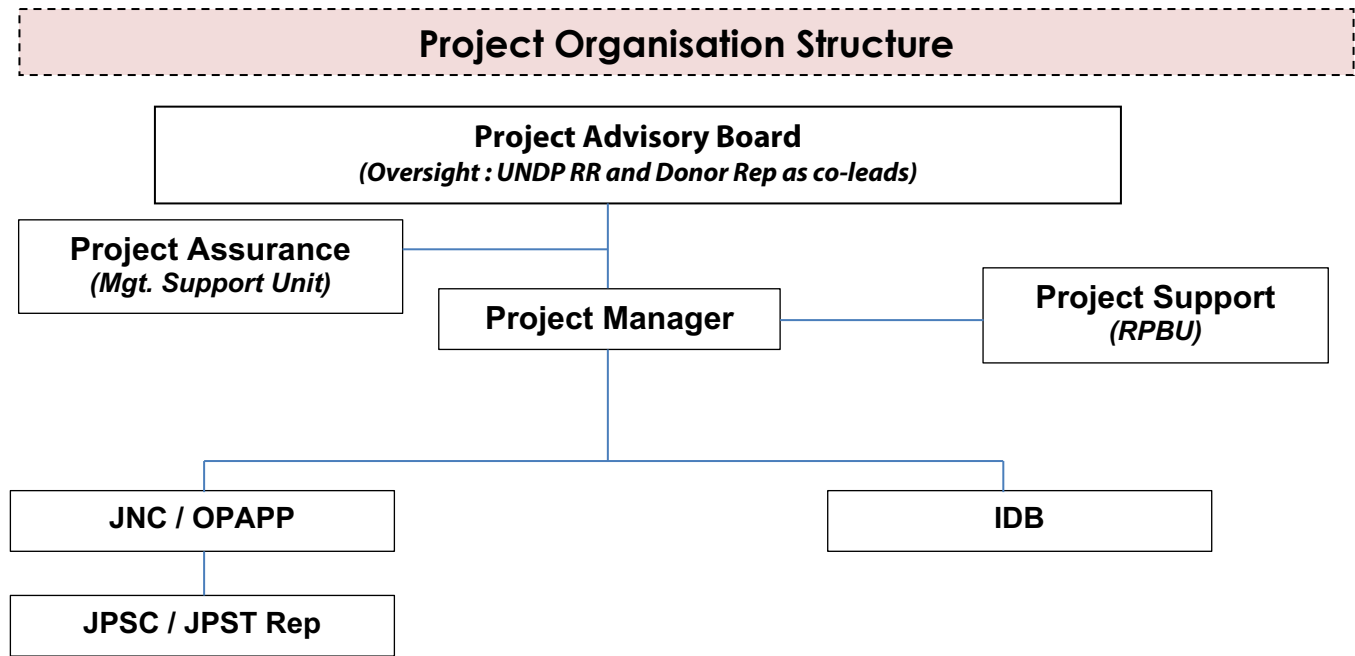 Project Organisation Structure
Project Advisory Board
(Oversight : UNDP RR and Donor Rep as co-leads)
Project Assurance
(Mgt. Support Unit)
Project Manager
Project Support
(RPBU)
JNC / OPAPP
IDB
JPSC / JPST Rep